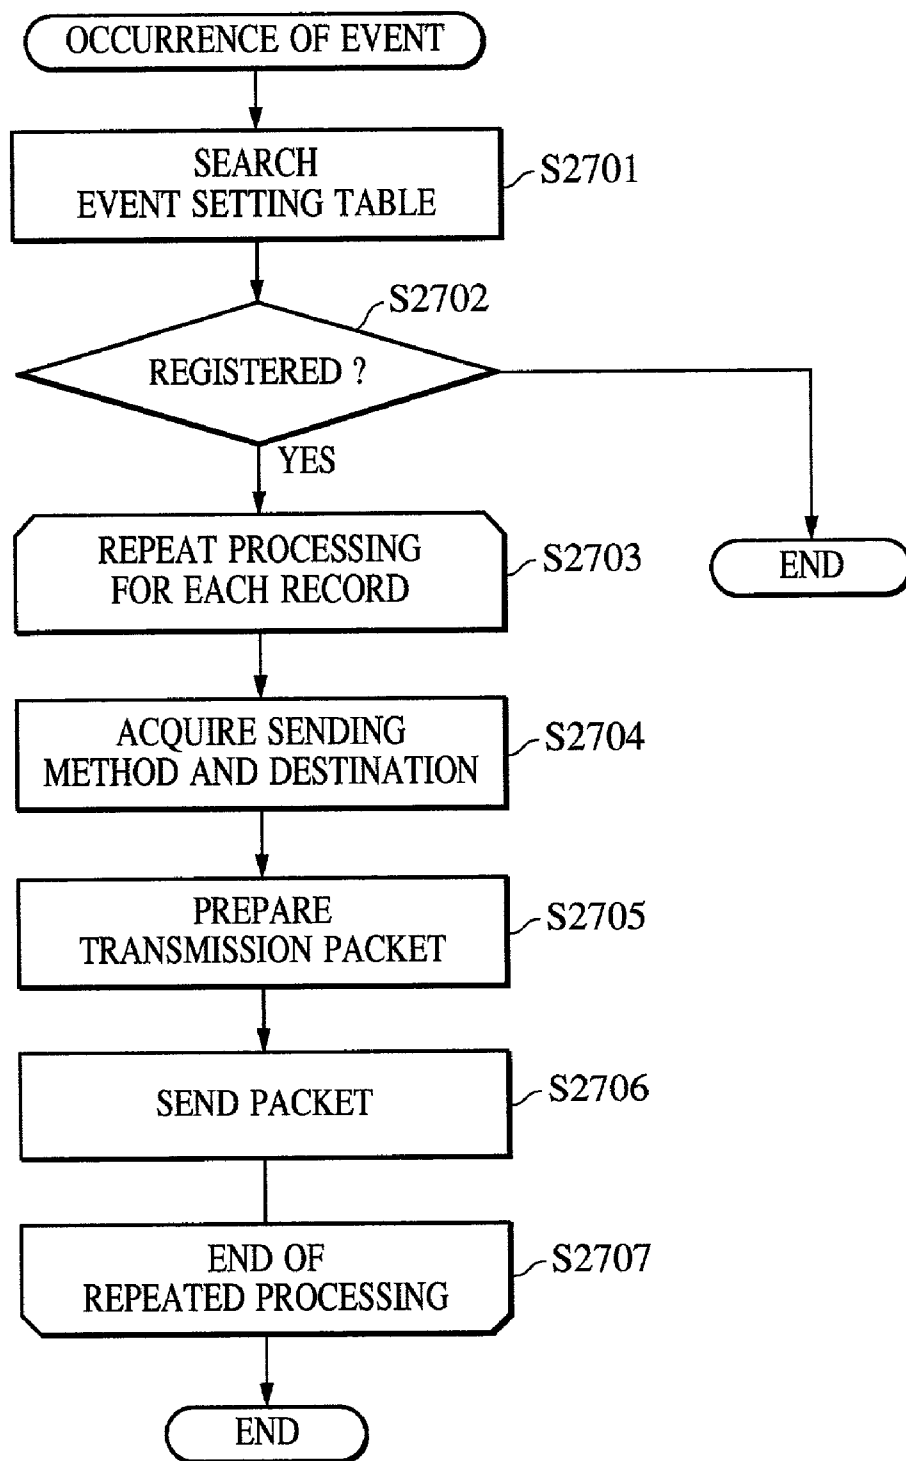 OCCURRENCE OF EVENT
SEARCH
EVENT SETTING TABLE
S2701
S2702
REGISTERED ?
YES
REPEAT PROCESSING
FOR EACH RECORD
S2703
END
ACQUIRE SENDING
METHOD AND DESTINATION
S2704
PREPARE
TRANSMISSION PACKET
S2705
SEND PACKET
S2706
END OF
REPEATED PROCESSING
S2707
END